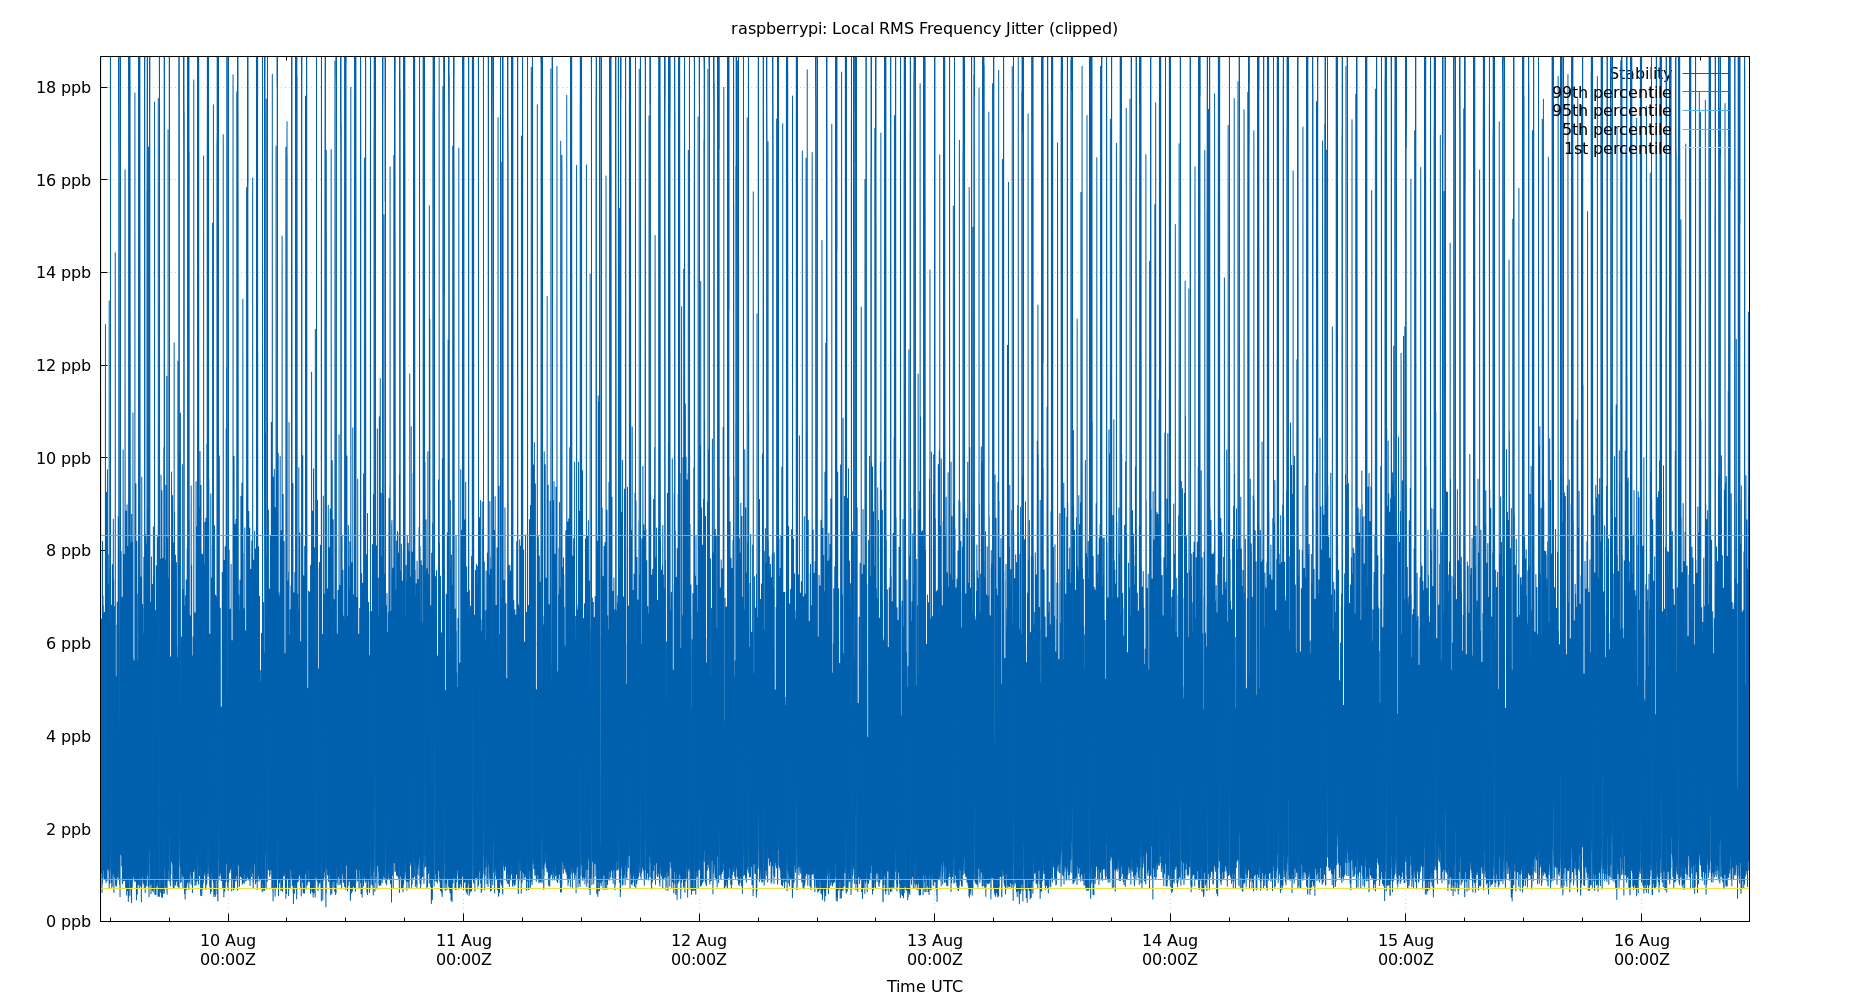 raspberrypi: Local RMS Frequency Jitter (clipped)
18 ppb
16 ppb
14 ppb
12 ppb
10 ppb
8 ppb
6 ppb
4 ppb
2 ppb
0 ppb
Stability
99th percentile
95th percentile
5th percentile
1st percentile
10 Aug 11 Aug 12 Aug 13 Aug 14 Aug 15 Aug 16 Aug
00:00Z 00:00Z 00:00Z 00:00Z 00:00Z 00:00Z 00:00Z
Time UTC